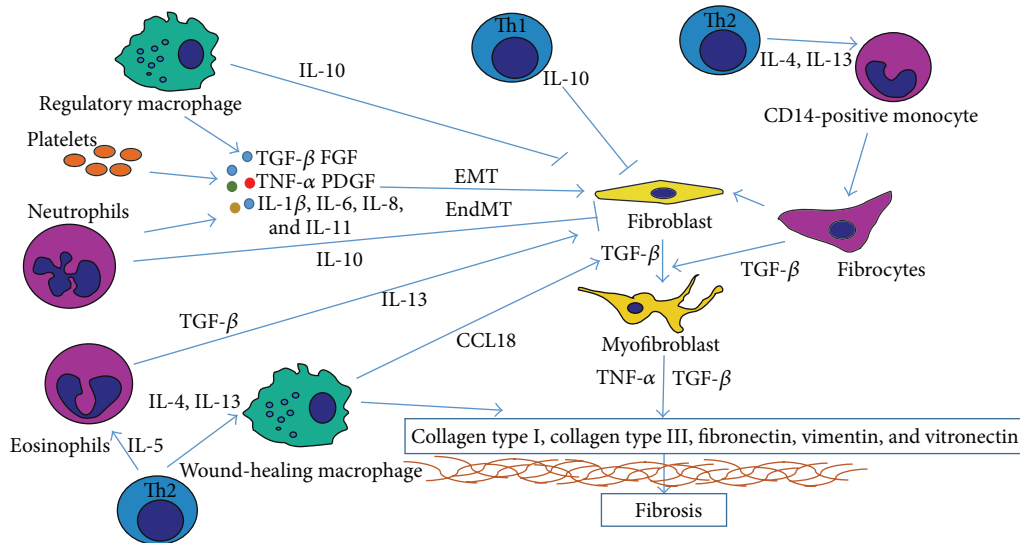 Th1
Th2
IL-10
IL-10
IL-4, IL-13
Regulatory macrophage
CD14-positive monocyte
Platelets
TGF-β FGF
TNF-α PDGF
IL-1β, IL-6, IL-8,
and IL-11
EMT
EndMT
Neutrophils
IL-10
Fibroblast
TGF-β
TGF-β
Fibrocytes
TGF-β
IL-13
CCL18
Myofibroblast
TNF-α
TGF-β
IL-4, IL-13
Eosinophils
IL-5
Wound-healing macrophage
Collagen type I, collagen type III, fibronectin, vimentin, and vitronectin
Th2
Fibrosis